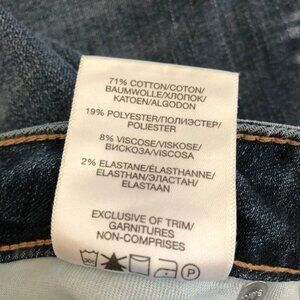 71% COTTON/COTON/
BAUMWOLLE/ХЛОПОК/
KATOEN/ALGODON
19% POLYESTER/ПОЛИЭСТЕР/
POLIESTER
8% VISCOSE/VISKOSE/
ВИСКОЗА/VISCOSA
2% ELASTANE/ÉLASTHANNE/
ELASTHAN/ЭЛАСТАН/
ELASTAAN
EXCLUSIVE OF TRIM/
GARNITURES
NON-COMPRISES
P